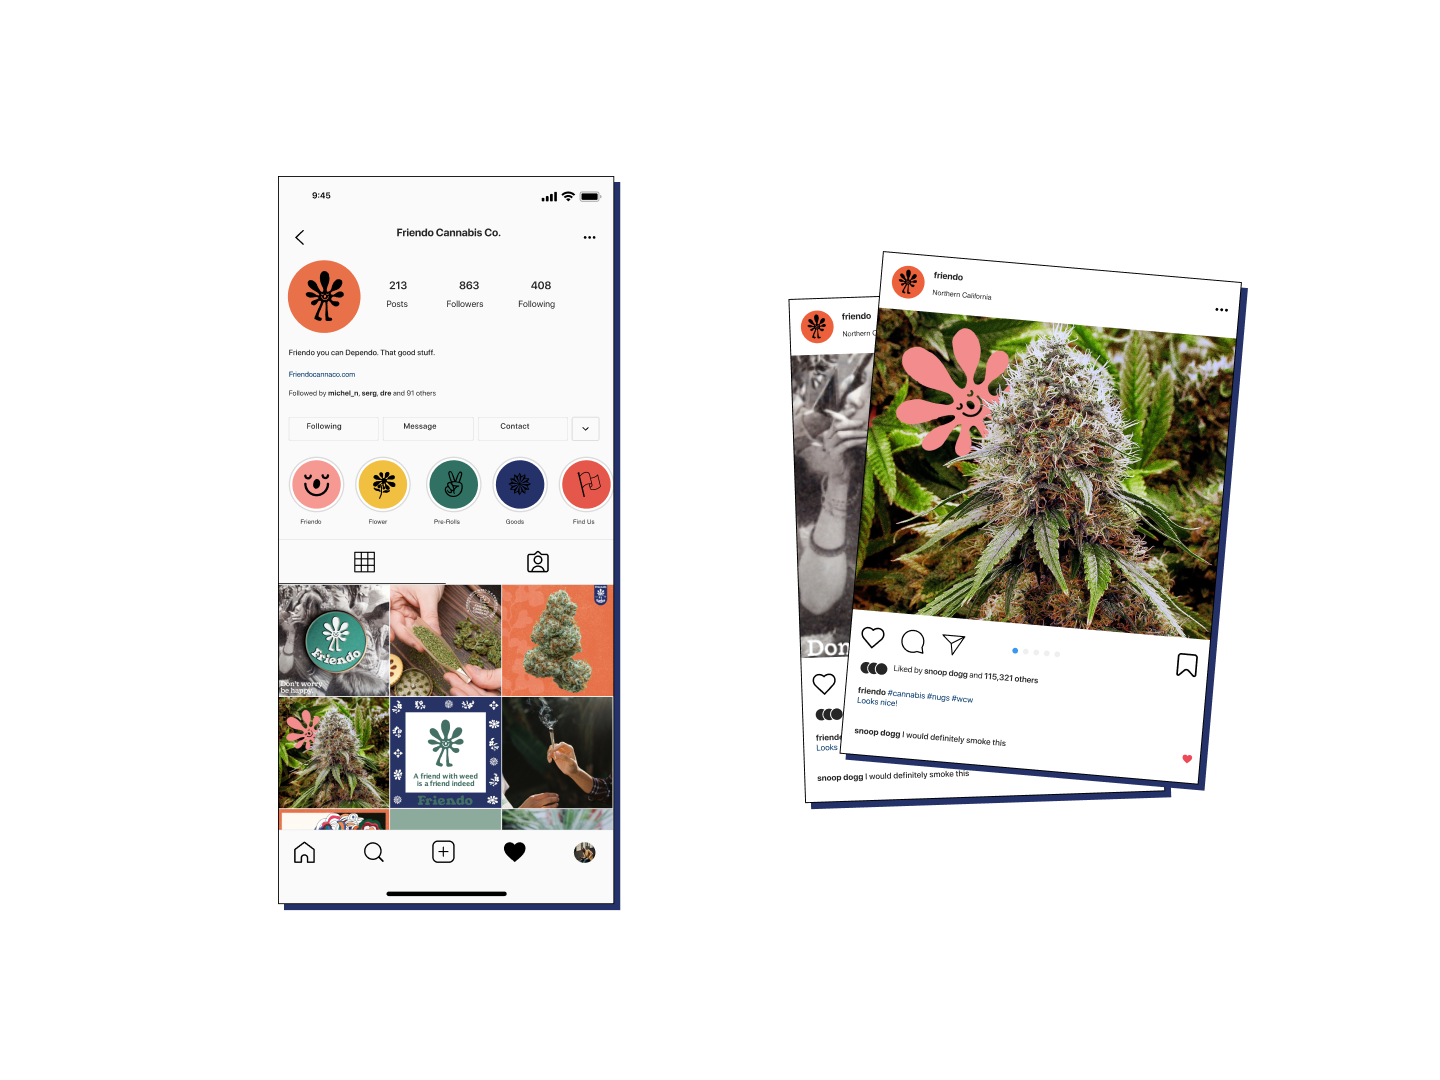 9:45
Friendo Cannabis Co.
213
863
408
Posts
Followers
Following
Friendo you can Dependo. That good stuff.
Friendocannaco.com
Followed by michel_n, serg, dre and 91 others
Following
Message
Contact
Friendo
Flower
Pre-Rolls
Goods
Find Us
Friendo
Don't worry
be happy.
A friend with weed
is a friend indeed
Friendo
friendo
Northern C
Don
friendo
Looks
snoop dogg I would definitely smoke this
friendo
Northern California
Liked by snoop dogg and 115,321 others
friendo #cannabis #nugs #wcw
Looks nice!
snoop dogg I would definitely smoke this